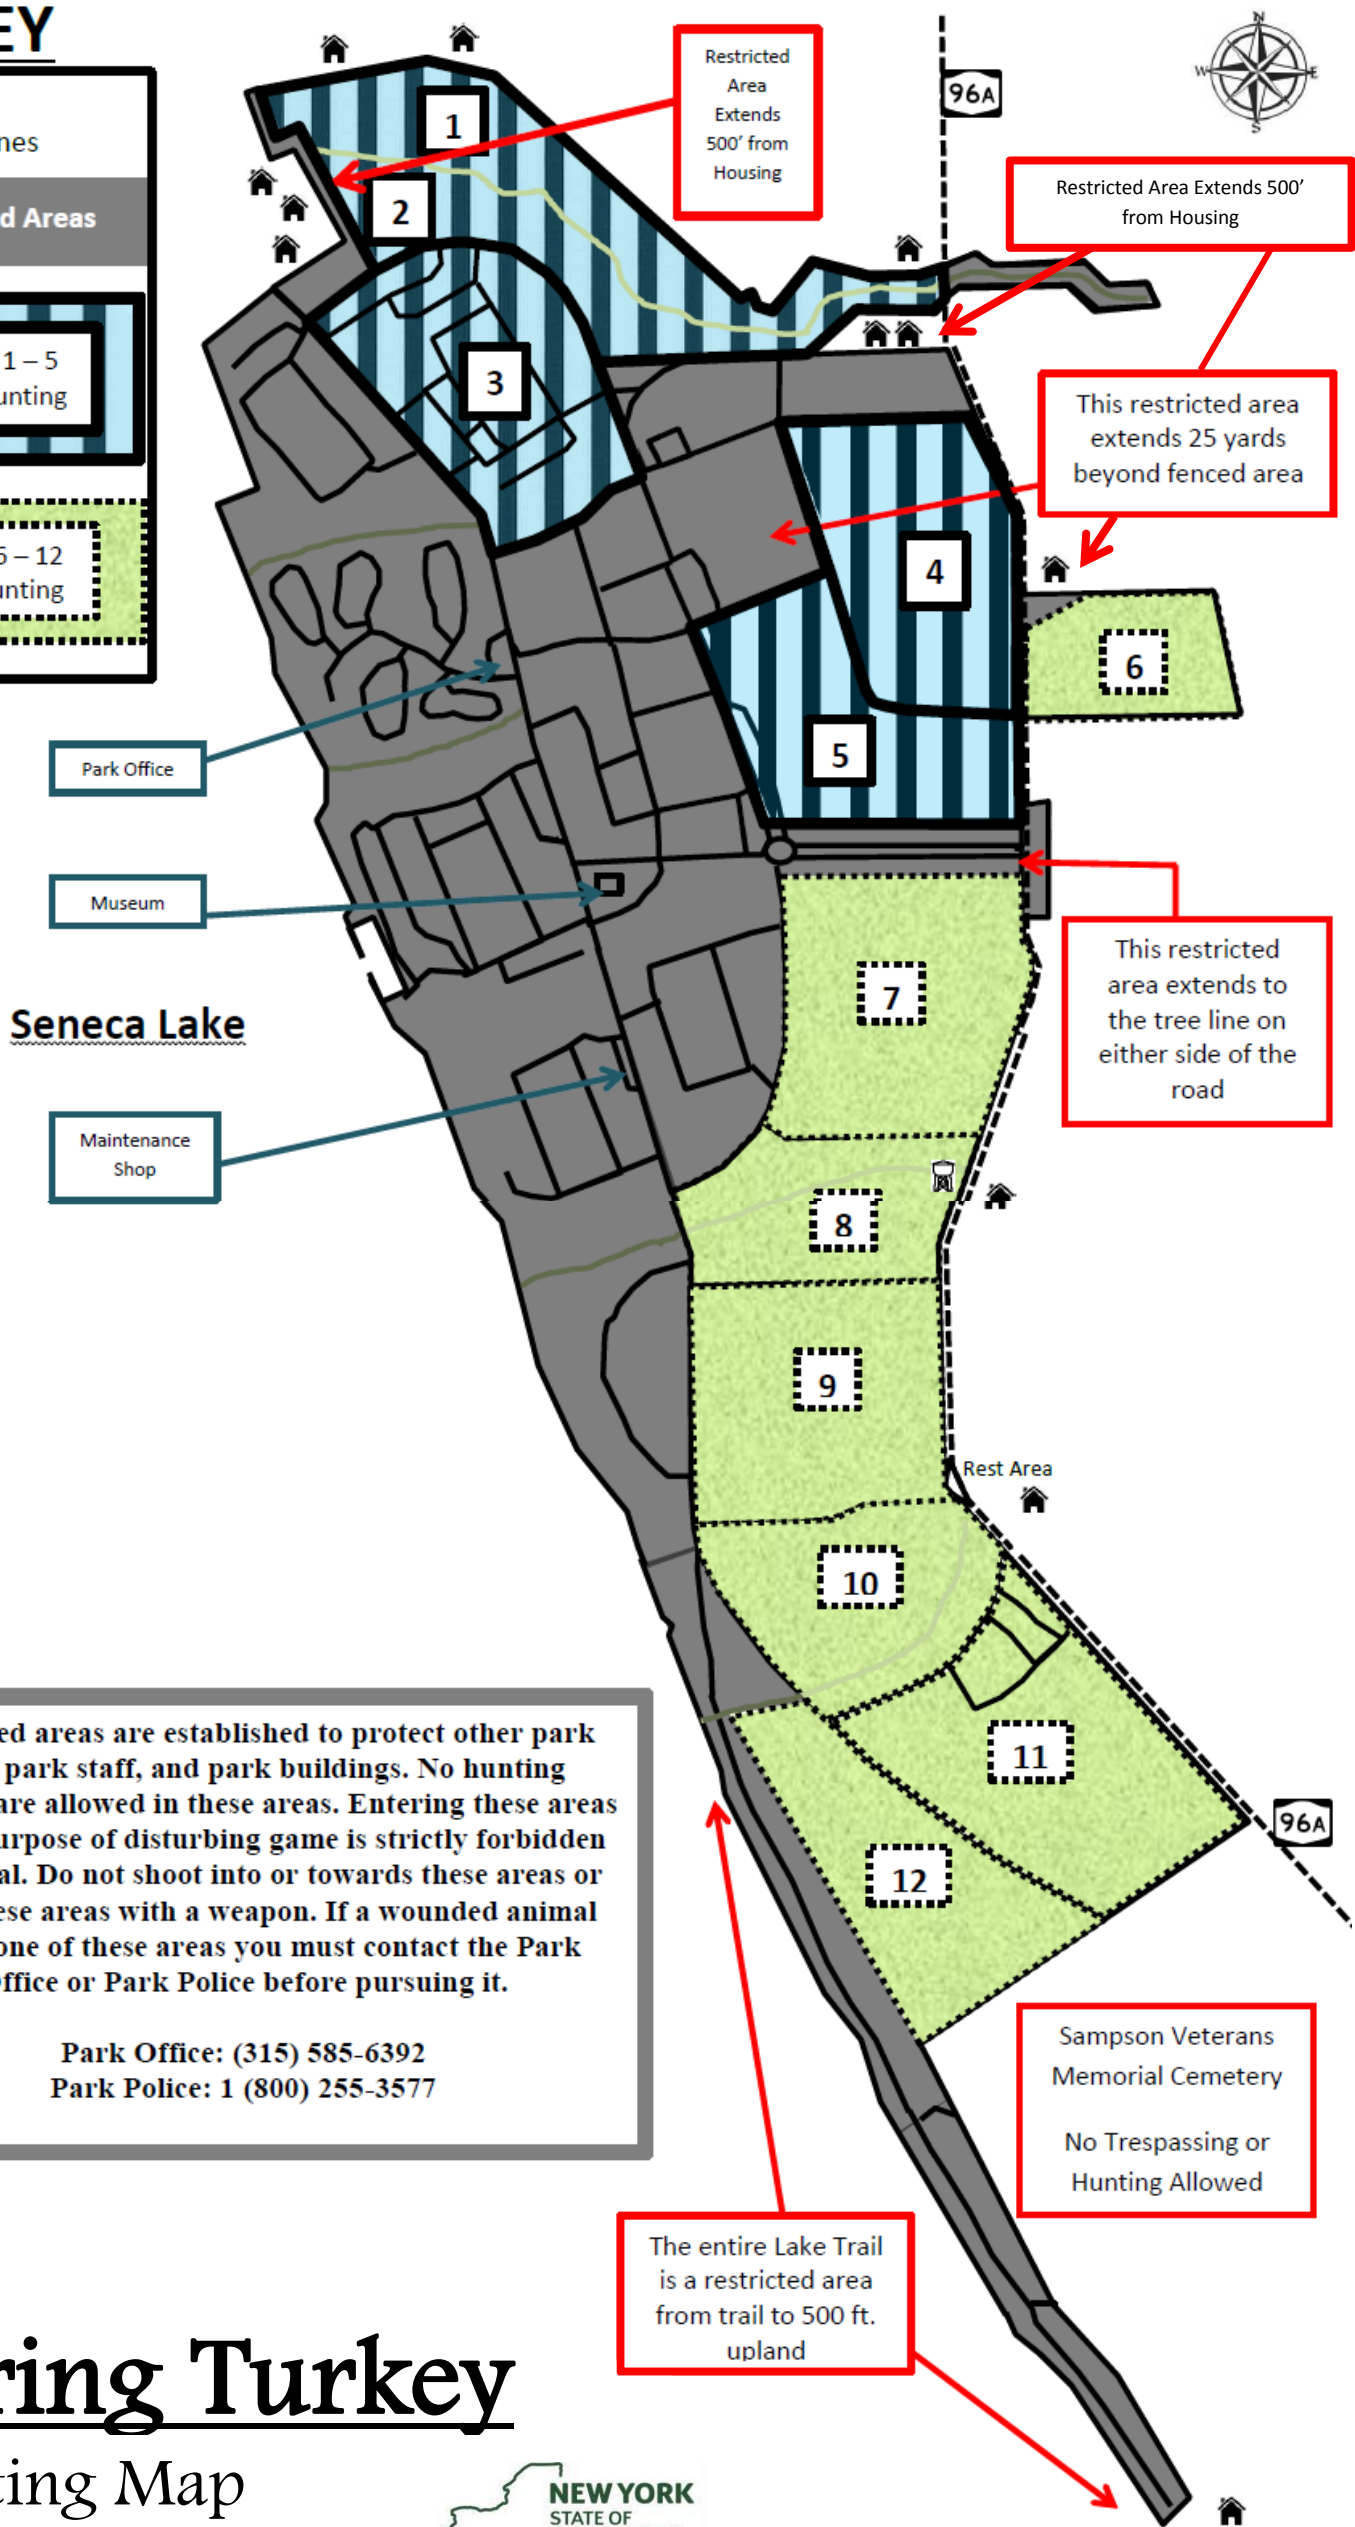 EY
nes
d Areas
1 – 5
unting
6 – 12
unting
1
2
3
4
5
6
7
8
9
10
11
12
Restricted
Area
Extends
500’ from
Housing
96A
N
W
E
S
Restricted Area Extends 500’
from Housing
This restricted area
extends 25 yards
beyond fenced area
Park Office
Museum
Seneca Lake
Maintenance
Shop
This restricted
area extends to
the tree line on
either side of the
road
Rest Area
96A
ed areas are established to protect other park
park staff, and park buildings. No hunting
are allowed in these areas. Entering these areas
urpose of disturbing game is strictly forbidden
al. Do not shoot into or towards these areas or
ese areas with a weapon. If a wounded animal
one of these areas you must contact the Park
ffice or Park Police before pursuing it.
Park Office: (315) 585-6392
Park Police: 1 (800) 255-3577
Sampson Veterans
Memorial Cemetery
No Trespassing or
Hunting Allowed
The entire Lake Trail
is a restricted area
from trail to 500 ft.
upland
ring Turkey
ting Map
NEW YORK
STATE OF